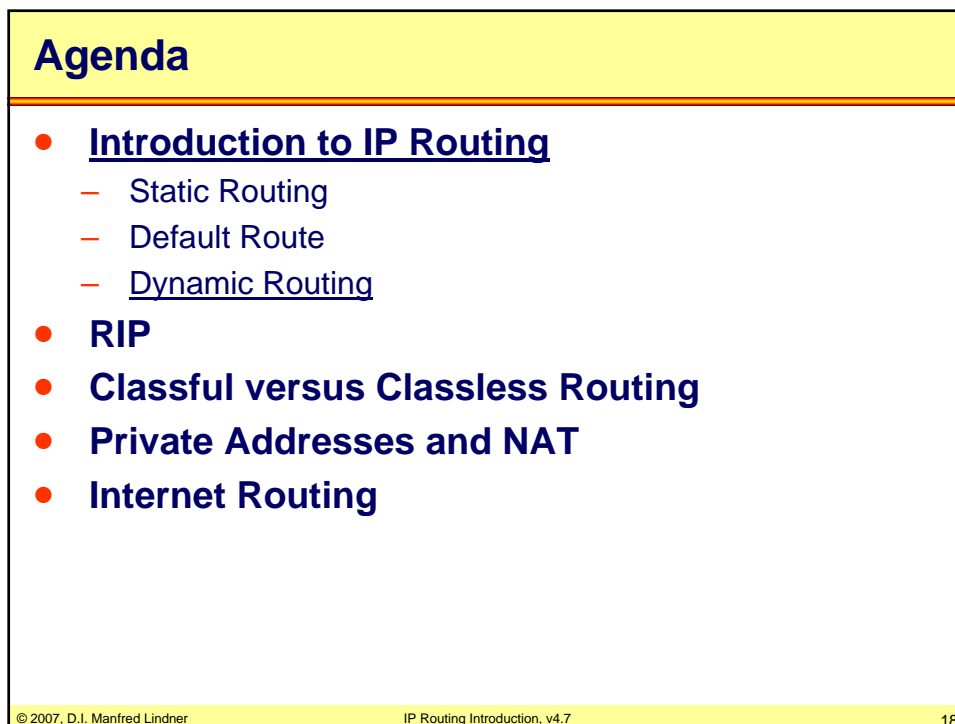 Agenda
● Introduction to IP Routing
– Static Routing
– Default Route
– Dynamic Routing
● RIP
● Classful versus Classless Routing
● Private Addresses and NAT
● Internet Routing
© 2007, D.I. Manfred Lindner IP Routing Introduction, v4.7 18